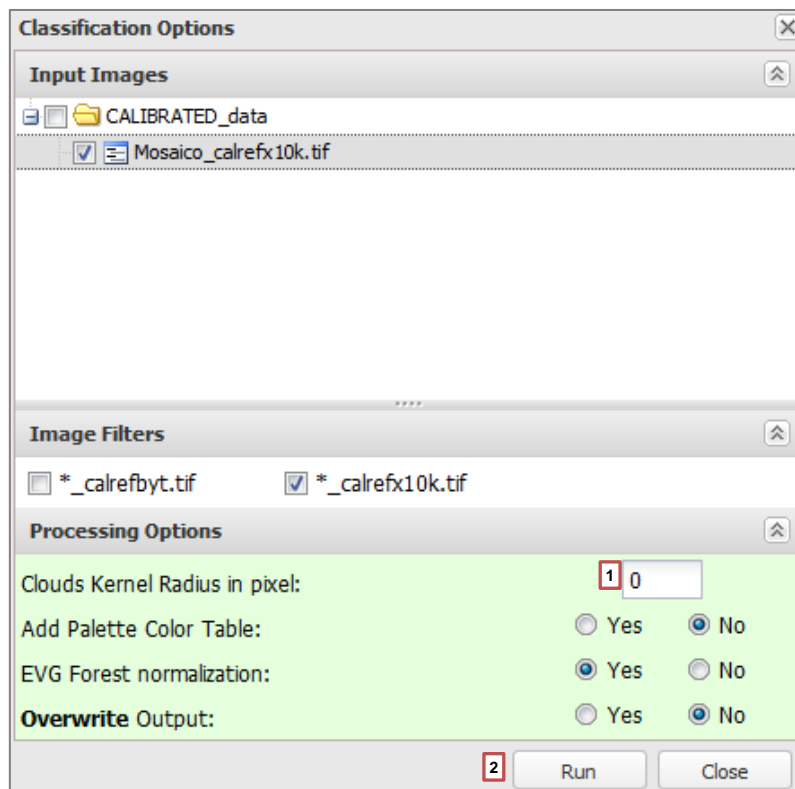 Classification Options
Input Images
CALIBRATED_data
Mosaico_calrefx10k.tif
Image Filters
*_calrefbyt.tif *_calrefx10k.tif
Processing Options
Clouds Kernel Radius in pixel: 1 0
Add Palette Color Table: Yes No
EVG Forest normalization: Yes No
Overwrite Output: Yes No
2 Run Close